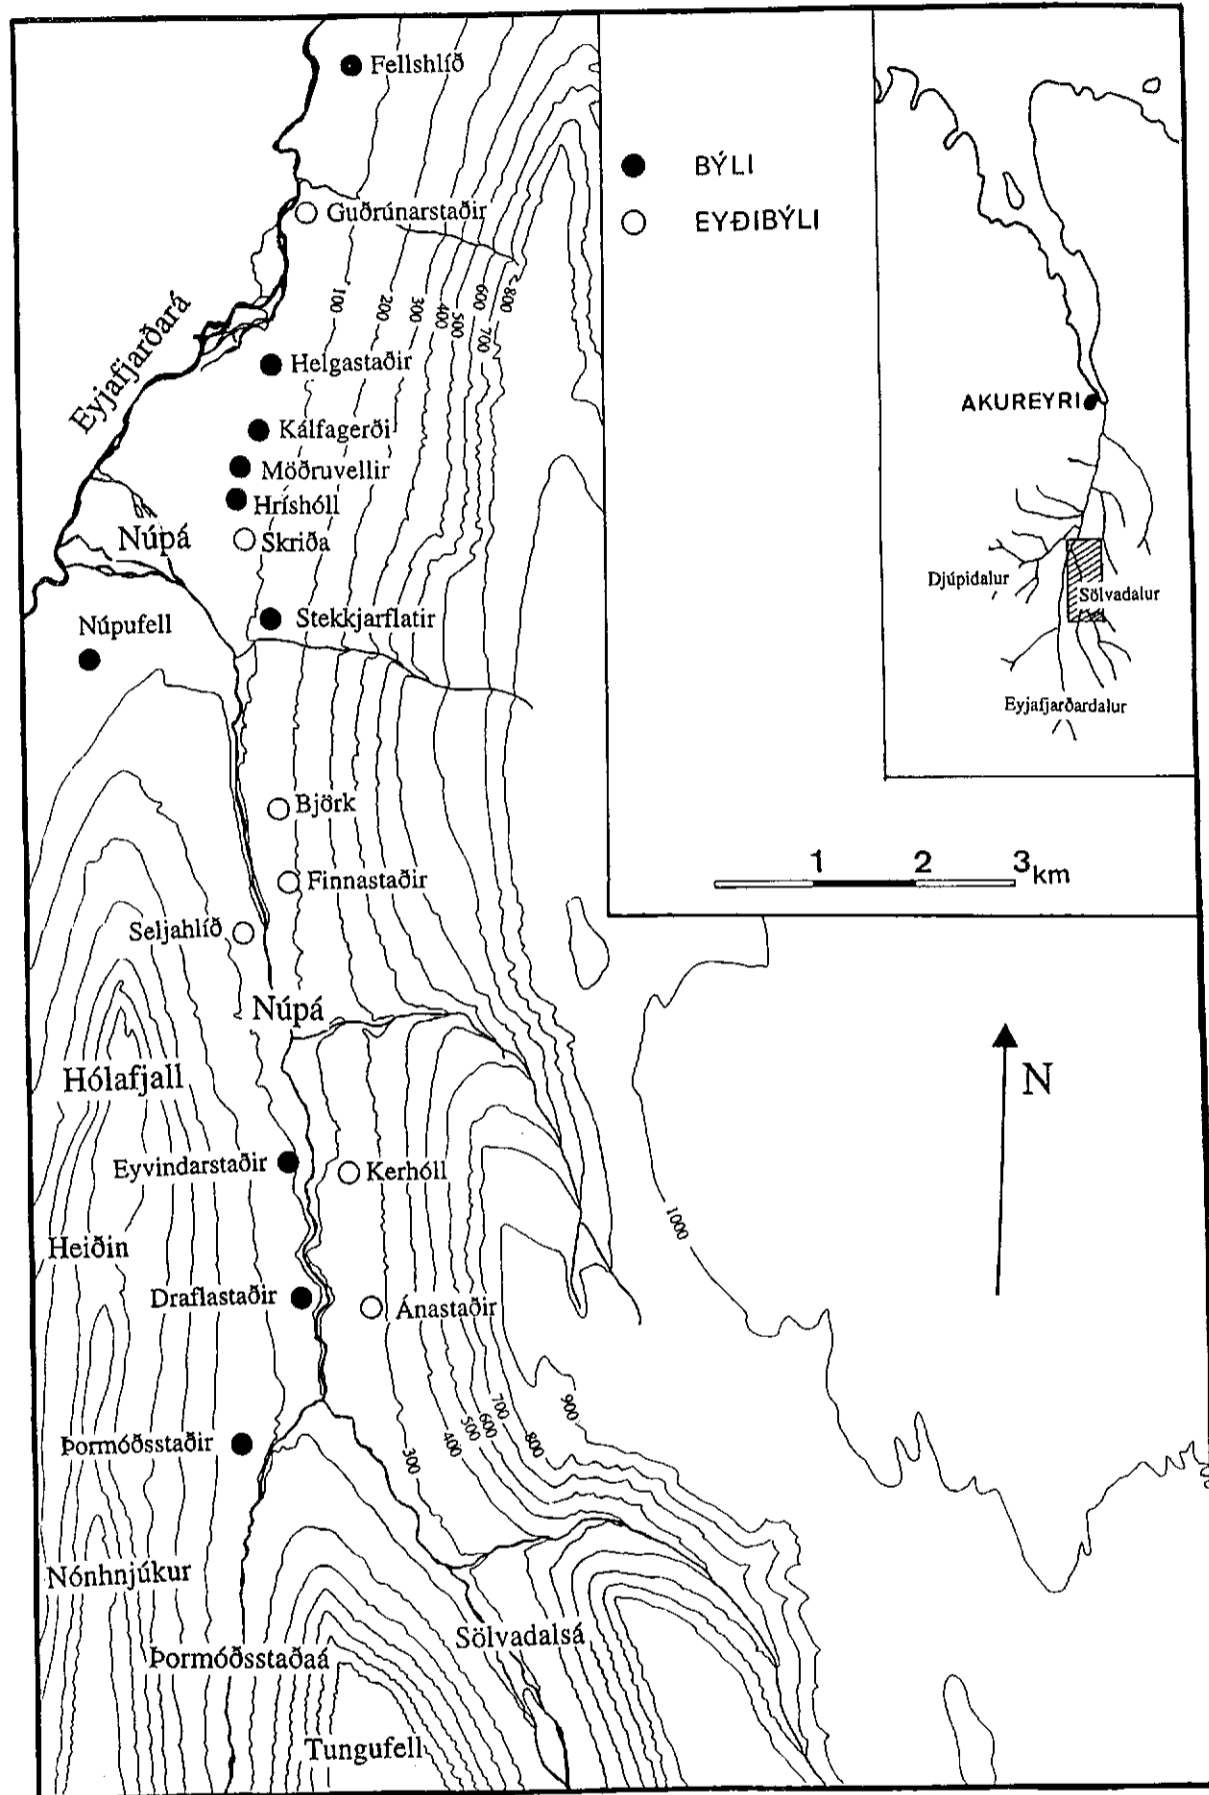 Fellshlíð
BÝLI
EYÐIBÝLI
Guðrúnarstaðir
100
200
300
400
500
600
700
800
Eyjafjarðará
Helgastaðir
Kálfagerði
Möðruvellir
Hríshóll
Núpá
Skriða
Stekkjarflatir
Núpufell
AKUREYRI
Djúpidalur
Sölvadalur
Eyjafjarðardalur
Björk
1 2 3 km
Finnastaðir
Seljahlíð
Núpá
Hólafjall
N
Eyvindarstaðir
Kerhóll
1000
Heiðin
Draflastaðir
Ánastaðir
Þormóðsstaðir
300
400
500
600
700
800
900
Nónhnjúkur
Sölvadalsá
Þormóðsstaðaá
Tungufell